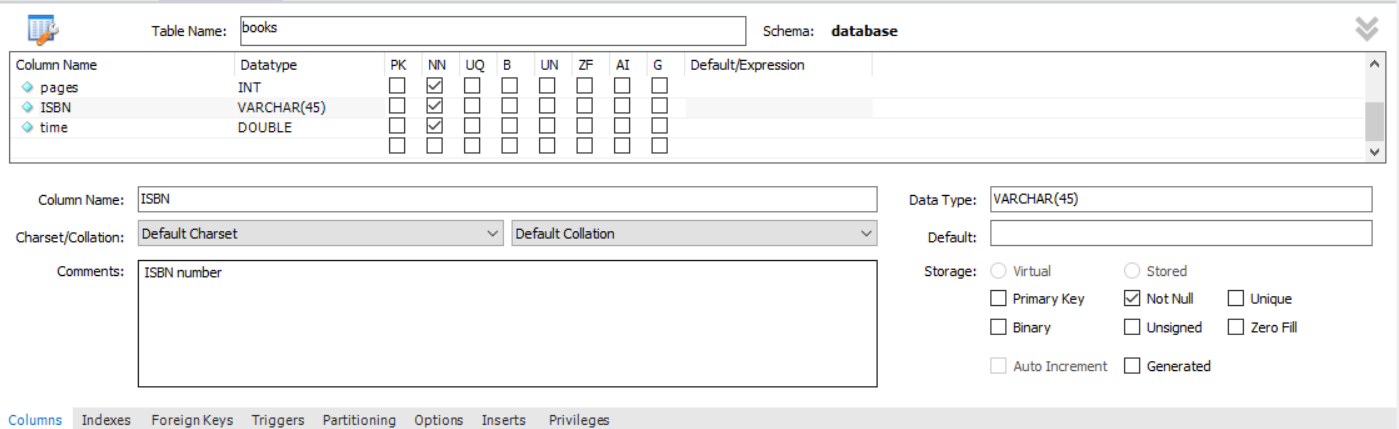 Table Name: books Schema: database
Column Name Datatype PK NN UQ B UN ZF AI G Default/Expression
pages INT
ISBN VARCHAR(45)
time DOUBLE
Column Name: ISBN Data Type: VARCHAR(45)
Charset/Collation: Default Charset Default Collation Default:
Comments: ISBN number Storage: Virtual Stored
Primary Key Not Null Unique
Binary Unsigned Zero Fill
Auto Increment Generated
Columns Indexes Foreign Keys Triggers Partitioning Options Inserts Privileges